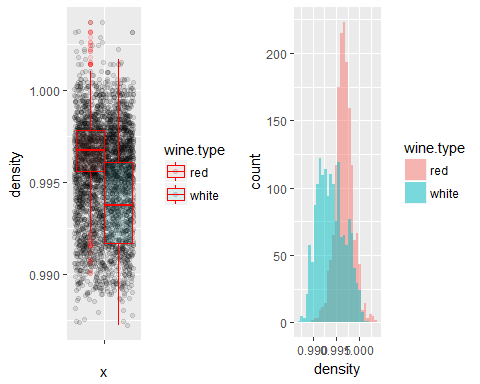 density
1.000
0.995
0.990
x
wine.type
red
white
count
200
150
100
50
0
0.990
0.995
1.000
density
wine.type
red
white